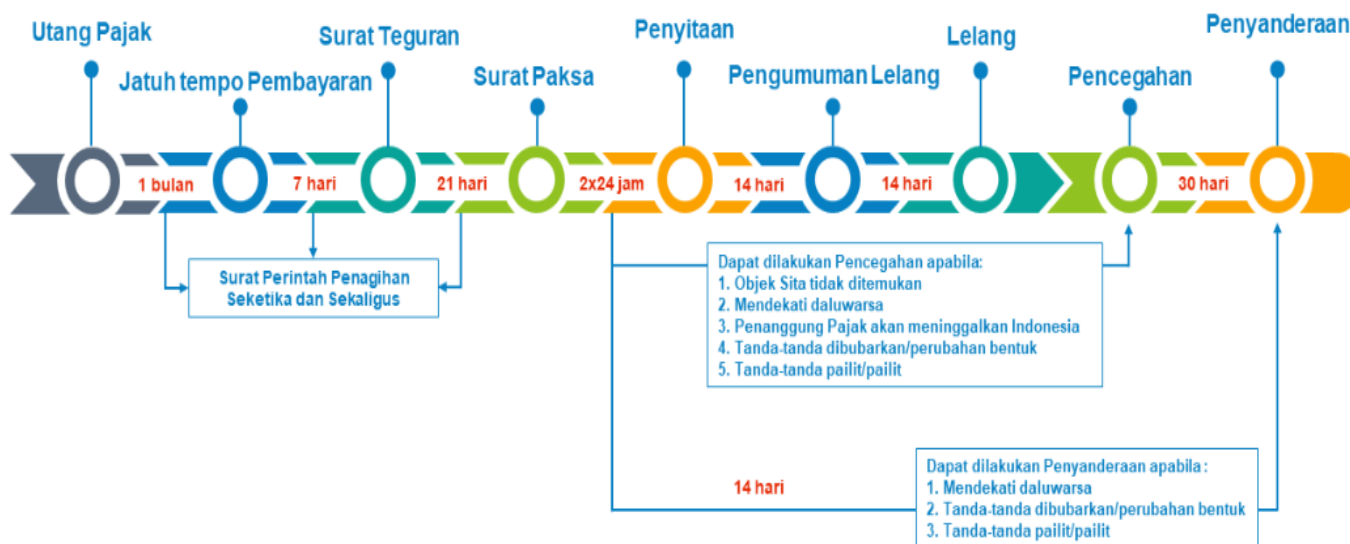 Utang Pajak
Jatuh tempo Pembayaran
Surat Teguran
Surat Paksa
Penyitaan
Pengumuman Lelang
Lelang
Pencegahan
Penyanderaan
1 bulan
7 hari
21 hari
2x24 jam
14 hari
14 hari
30 hari
Surat Perintah Penagihan
Seketika dan Sekaligus
Dapat dilakukan Pencegahan apabila:
1. Objek Sita tidak ditemukan
2. Mendekati daluwarsa
3. Penanggung Pajak akan meninggalkan Indonesia
4. Tanda-tanda dibubarkan/perubahan bentuk
5. Tanda-tanda pailit/pailit
14 hari
Dapat dilakukan Penyanderaan apabila :
1. Mendekati daluwarsa
2. Tanda-tanda dibubarkan/perubahan bentuk
3. Tanda-tanda pailit/pailit